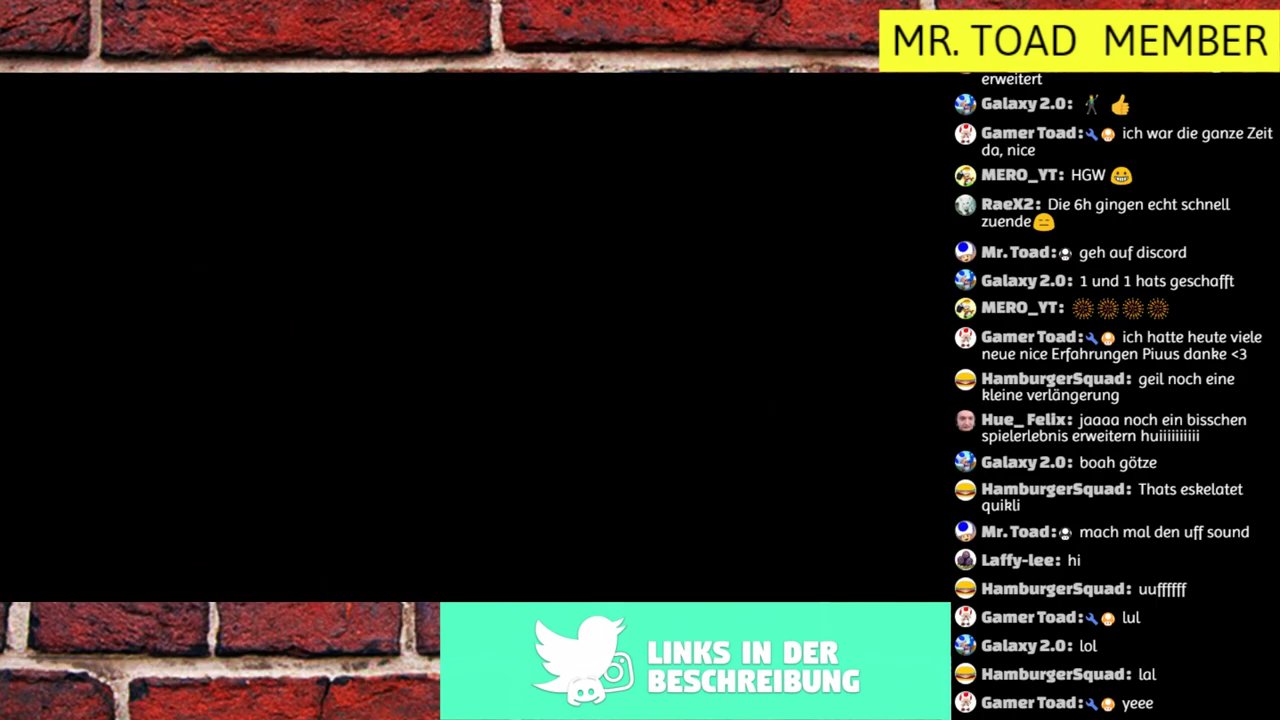 MR. TOAD MEMBER
erweitert
Galaxy 2.0: 👍
Gamer Toad: ich war die ganze Zeit
da, nice
MERO_YT: HGW 😬
RaeX2: Die 6h gingen echt schnell
zuende😑
Mr. Toad: geh auf discord
Galaxy 2.0: 1 und 1 hats geschafft
MERO_YT:
Gamer Toad: ich hatte heute viele
neue nice Erfahrungen Piuus danke <3
HamburgerSquad: geil noch eine
kleine verlängerung
Hue_Felix: jaaaa noch ein bisschen
spielerlebnis erweitern huiiiiiiiiii
Galaxy 2.0: boah götze
HamburgerSquad: Thats eskelatet
quikli
Mr. Toad: mach mal den uff sound
Laffy-lee: hi
HamburgerSquad: uuffffff
Gamer Toad: lul
Galaxy 2.0: lol
HamburgerSquad: lal
Gamer Toad: yeee
LINKS IN DER
BESCHREIBUNG